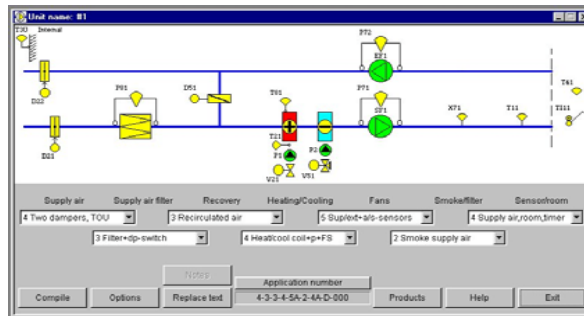 Unit name: #1
T30
Internal
P72
EF1
D22
P81
D51
T81
P71
SF1
X71
T11
T61
T111
T21
D21
P1
P3
V21
V51
Supply air Supply air filter Recovery Heating/Cooling Fans Smoke/filter Sensor/room
4 Two dampers, TOU 3 Recirculated air 5 Sup/ext+a/s-sensors 4 Supply air,room,timer
3 Filter+dp-switch 4 Heat/cool coil+p+FS 2 Smoke supply air
Notes
Application number
Compile Options Replace text 4-3-3-4-5A-2-4A-D-000 Products Help Exit